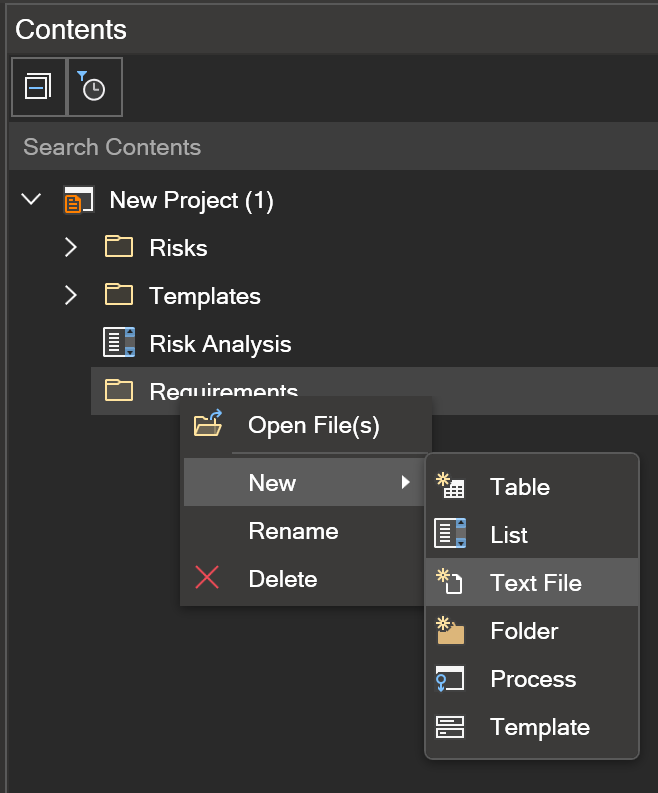 Contents
Search Contents
New Project (1)
Risks
Templates
Risk Analysis
Requirements
Open File(s)
New
Rename
Delete
Table
List
Text File
Folder
Process
Template